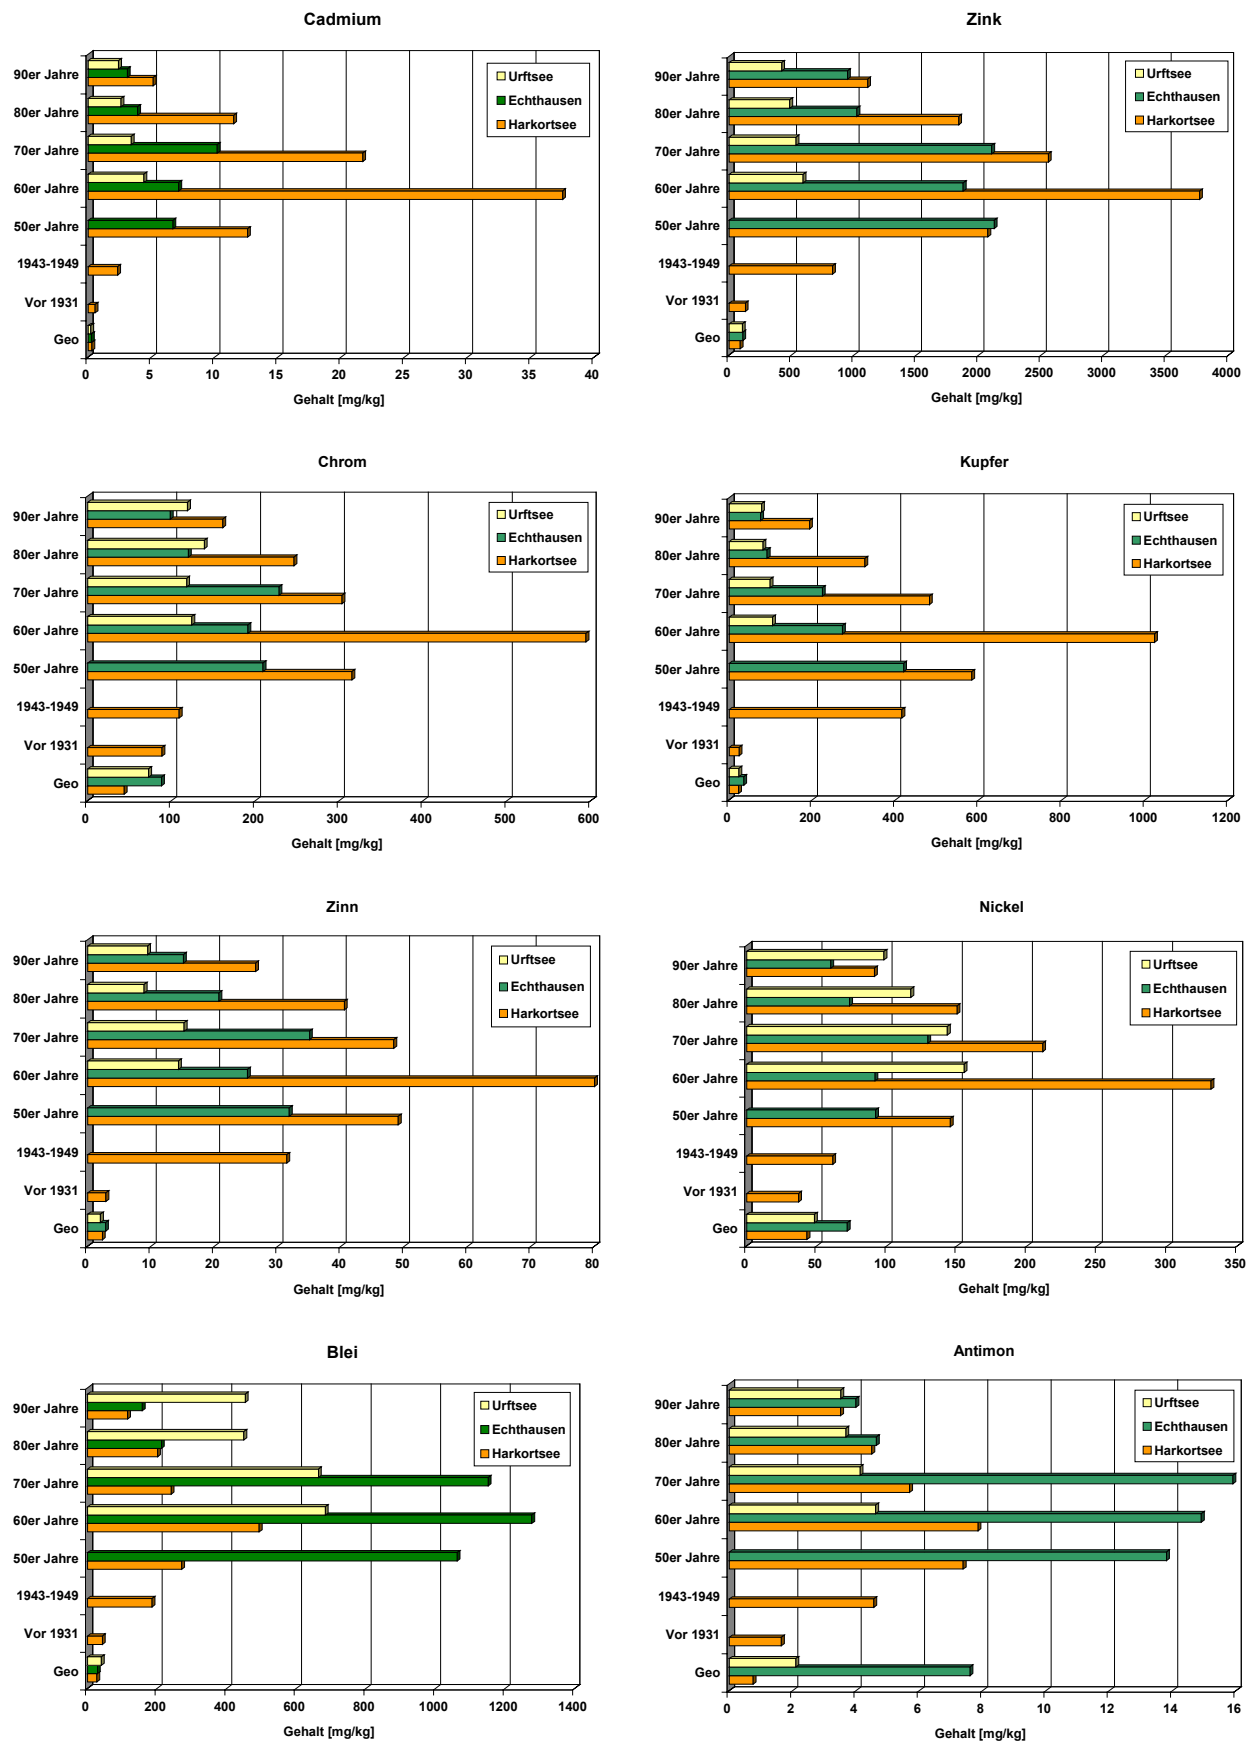 Cadmium
90er Jahre
80er Jahre
70er Jahre
60er Jahre
50er Jahre
1943-1949
Vor 1931
Geo
0 5 10 15 20 25 30 35 40
Gehalt [mg/kg]
Urftsee
Echthausen
Harkortsee
Zink
90er Jahre
80er Jahre
70er Jahre
60er Jahre
50er Jahre
1943-1949
Vor 1931
Geo
0 500 1000 1500 2000 2500 3000 3500 4000
Gehalt [mg/kg]
Urftsee
Echthausen
Harkortsee
Chrom
90er Jahre
80er Jahre
70er Jahre
60er Jahre
50er Jahre
1943-1949
Vor 1931
Geo
0 100 200 300 400 500 600
Gehalt [mg/kg]
Urftsee
Echthausen
Harkortsee
Kupfer
90er Jahre
80er Jahre
70er Jahre
60er Jahre
50er Jahre
1943-1949
Vor 1931
Geo
0 200 400 600 800 1000 1200
Gehalt [mg/kg]
Urftsee
Echthausen
Harkortsee
Zinn
90er Jahre
80er Jahre
70er Jahre
60er Jahre
50er Jahre
1943-1949
Vor 1931
Geo
0 10 20 30 40 50 60 70 80
Gehalt [mg/kg]
Urftsee
Echthausen
Harkortsee
Nickel
90er Jahre
80er Jahre
70er Jahre
60er Jahre
50er Jahre
1943-1949
Vor 1931
Geo
0 50 100 150 200 250 300 350
Gehalt [mg/kg]
Urftsee
Echthausen
Harkortsee
Blei
90er Jahre
80er Jahre
70er Jahre
60er Jahre
50er Jahre
1943-1949
Vor 1931
Geo
0 200 400 600 800 1000 1200 1400
Gehalt [mg/kg]
Urftsee
Echthausen
Harkortsee
Antimon
90er Jahre
80er Jahre
70er Jahre
60er Jahre
50er Jahre
1943-1949
Vor 1931
Geo
0 2 4 6 8 10 12 14 16
Gehalt [mg/kg]
Urftsee
Echthausen
Harkortsee